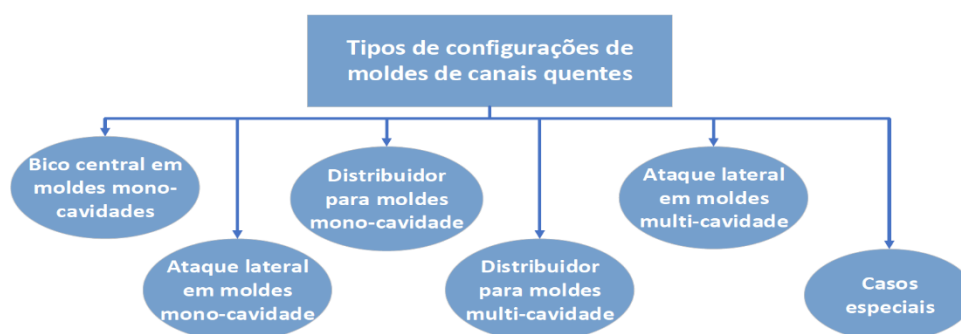 Tipos de configurações de
moldes de canais quentes
Bico central em
moldes mono-
cavidades
Ataque lateral
em moldes
mono-cavidade
Distribuidor
para moldes
mono-cavidade
Distribuidor
para moldes
multi-cavidade
Ataque lateral
em moldes
multi-cavidade
Casos
especiais